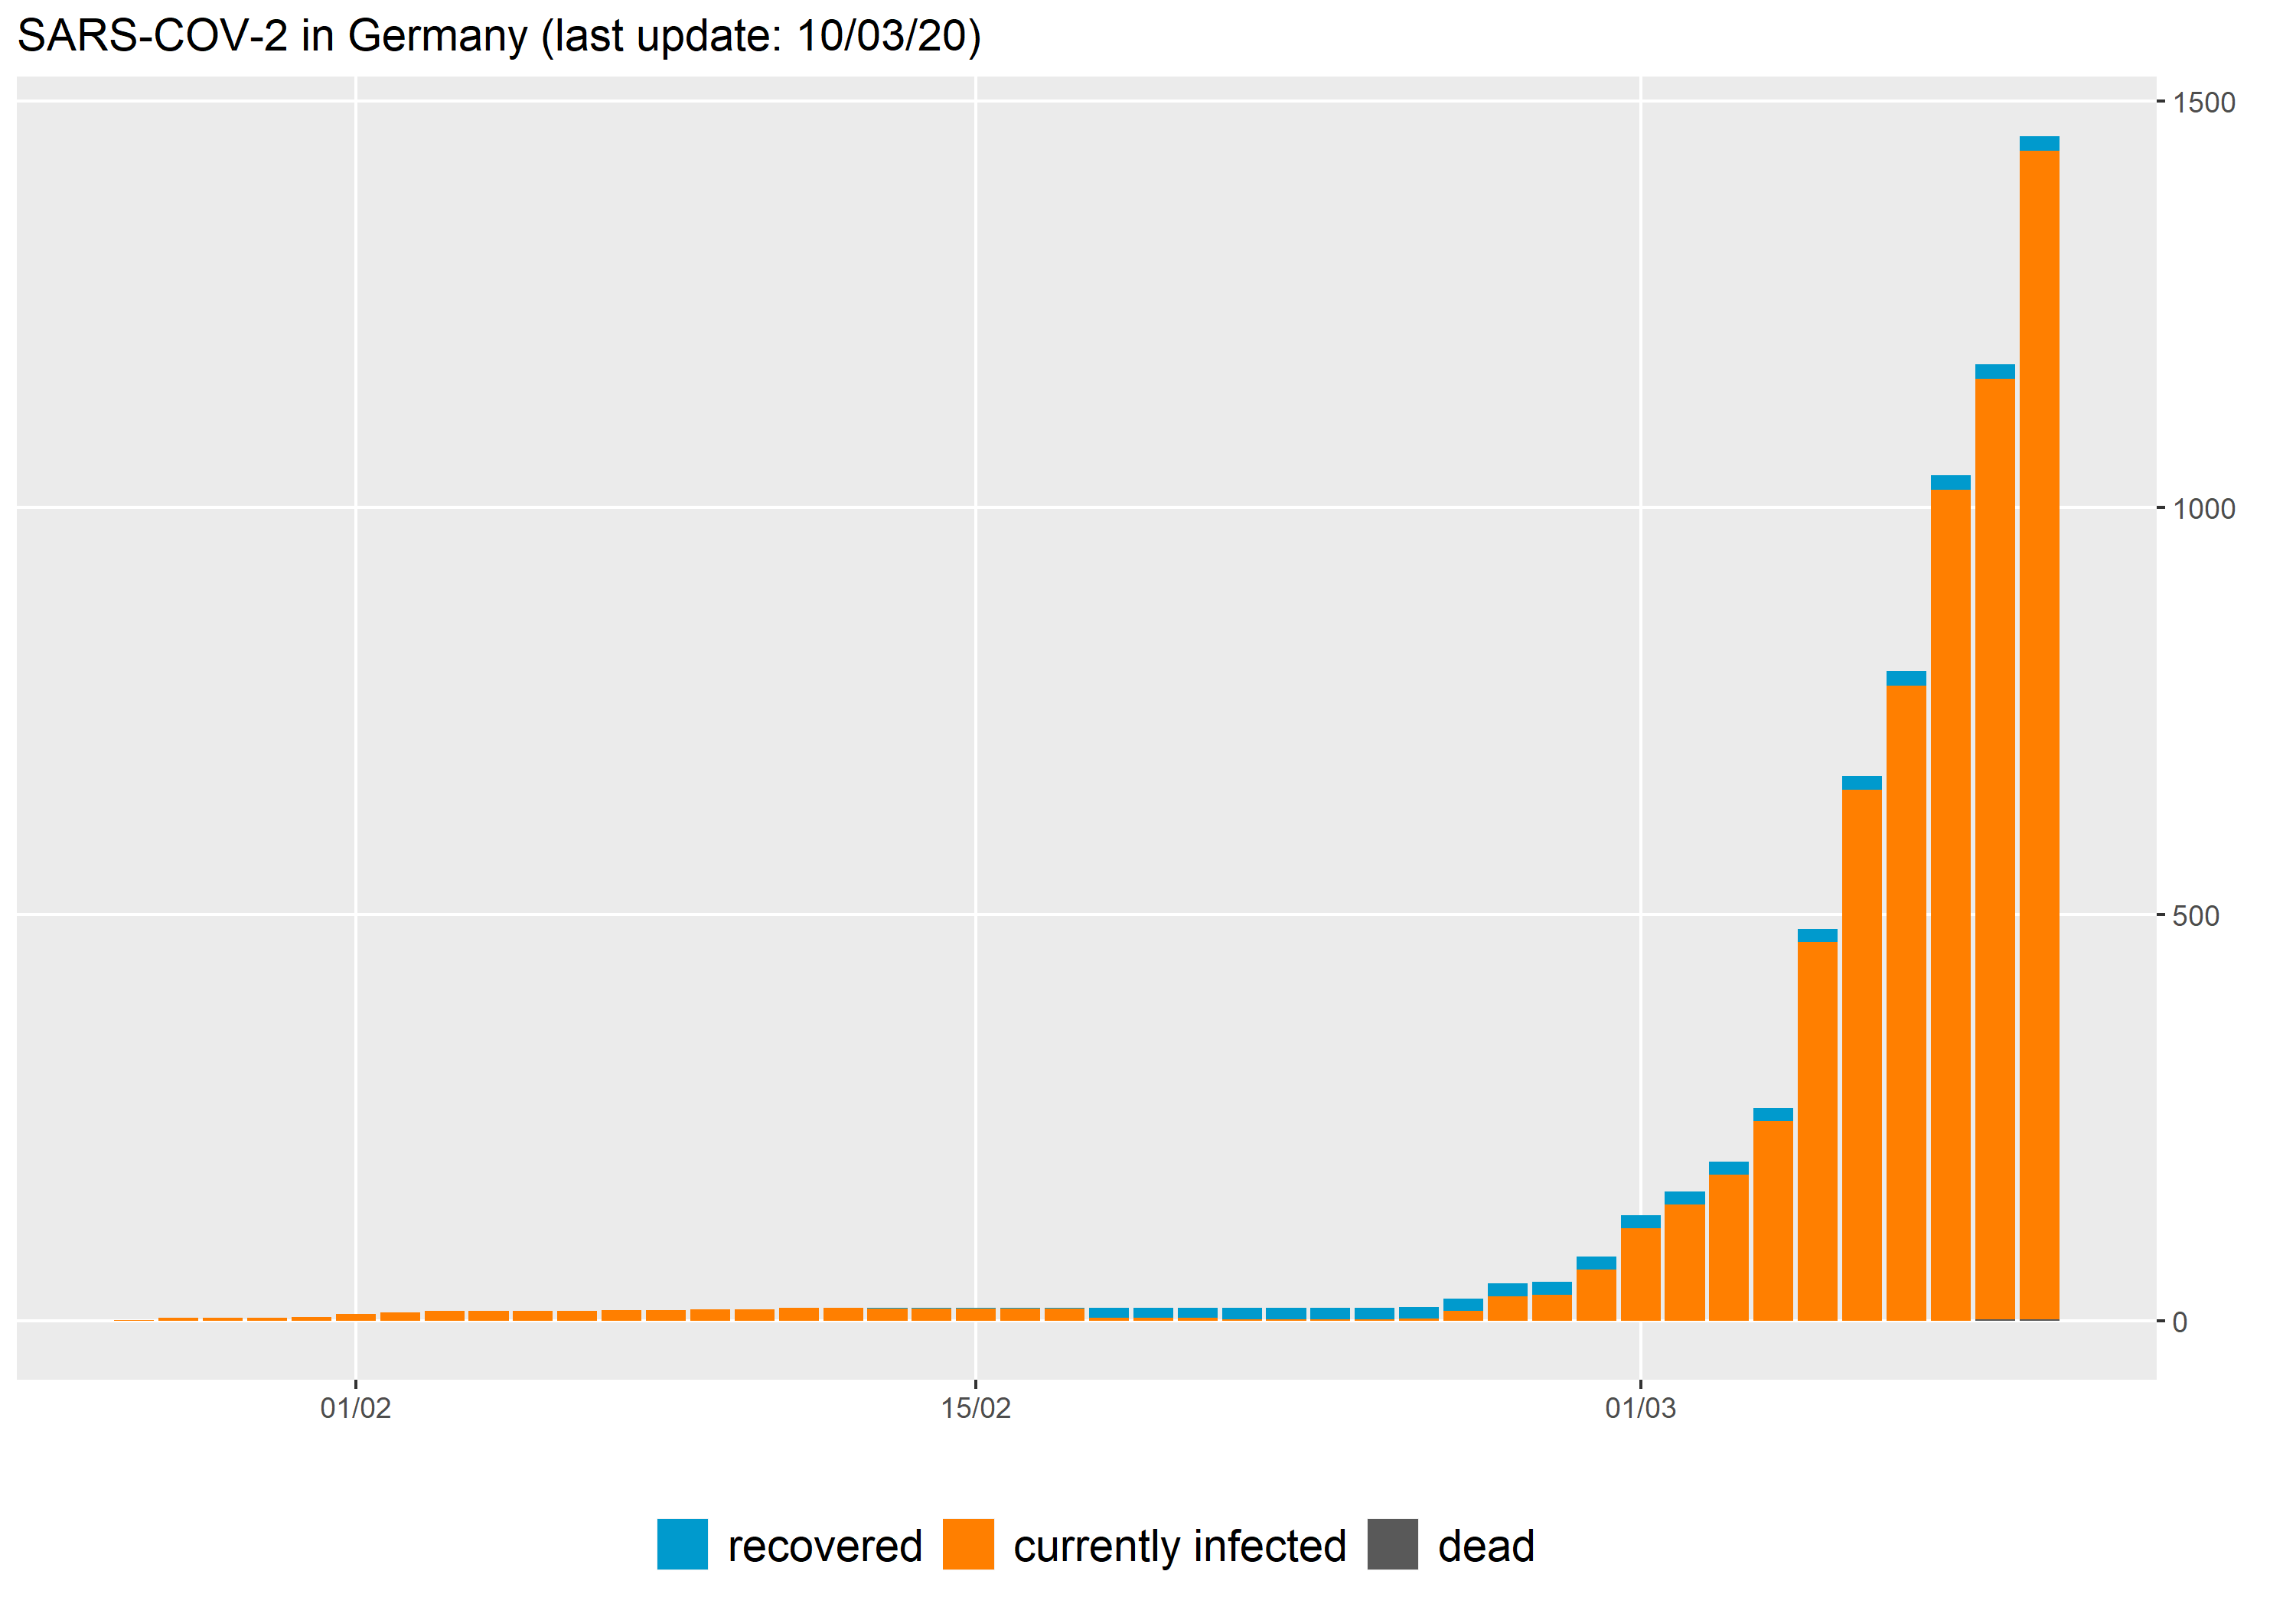 SARS-COV-2 in Germany (last update: 10/03/20)
1500
1000
500
0
01/02 15/02 01/03
recovered currently infected dead